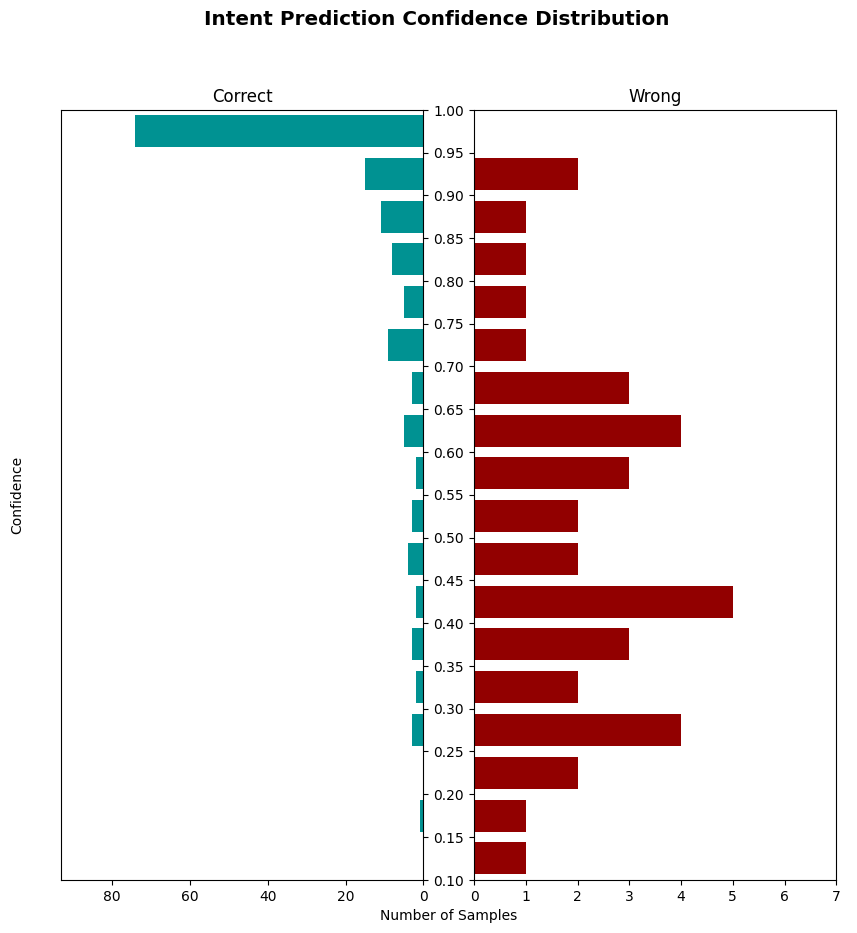 Intent Prediction Confidence Distribution
Correct
Wrong
1.00
0.95
0.90
0.85
0.80
0.75
0.70
0.65
0.60
0.55
0.50
0.45
0.40
0.35
0.30
0.25
0.20
0.15
0.10
Confidence
80 60 40 20 0
0 1 2 3 4 5 6 7
Number of Samples